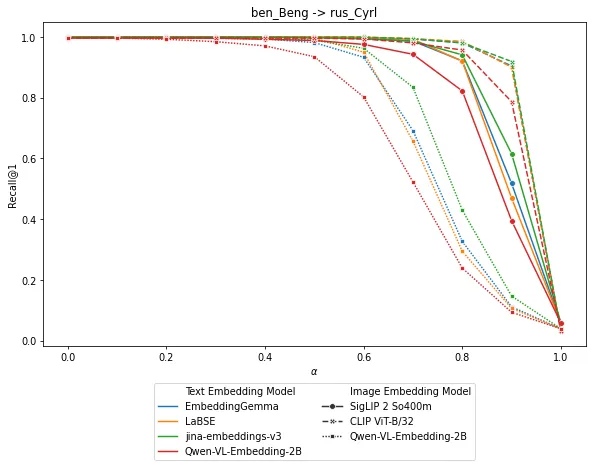 ben_Beng -> rus_Cyrl
1.0
0.8
0.6
0.4
0.2
0.0
Recall@1
0.0 0.2 0.4 0.6 0.8 1.0
α
Text Embedding Model Image Embedding Model
EmbeddingGemma SigLIP 2 So400m
LaBSE CLIP ViT-B/32
jina-embeddings-v3 Qwen-VL-Embedding-2B
Qwen-VL-Embedding-2B